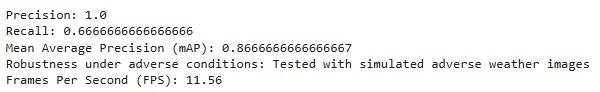 Precision: 1.0
Recall: 0.6666666666666666
Mean Average Precision (mAP): 0.8666666666666667
Robustness under adverse conditions: Tested with simulated adverse weather images
Frames Per Second (FPS): 11.56